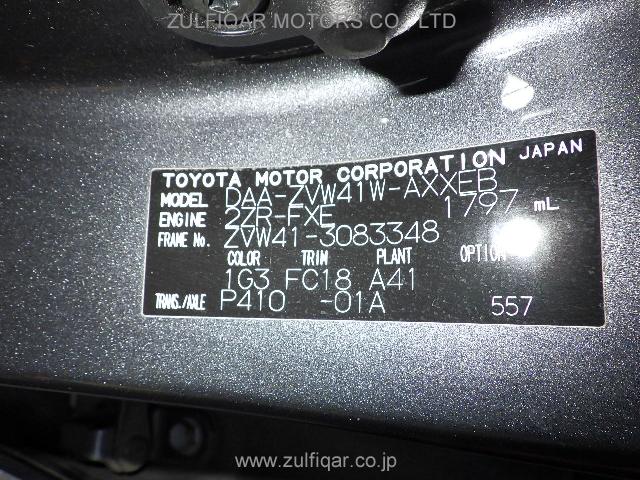 ZULFIQAR MOTORS CO., LTD
TOYOTA MOTOR CORPORATION JAPAN
MODEL DAA-ZVW41W-AXXEB
ENGINE 2ZR-FXE 1797 mL
FRAME No. ZVW41-3083348
COLOR TRIM PLANT OPTION
1G3 FC18 A41
TRANS./AXLE P410 -01A 557
www.zulfiqar.co.jp